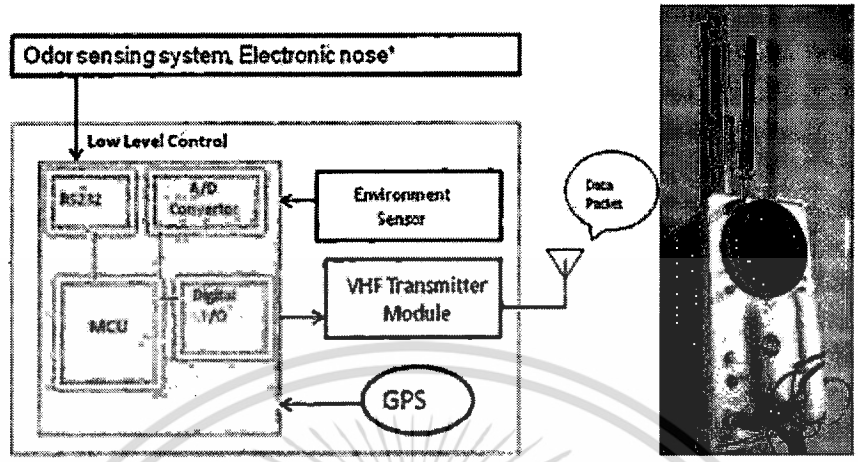 Odor sensing system, Electronic nose*
Low Level Control
RS232
A/D
Convertor
Environment
Sensor
Data
Packet
MCU
Digital
I/O
VHF Transmitter
Module
GPS